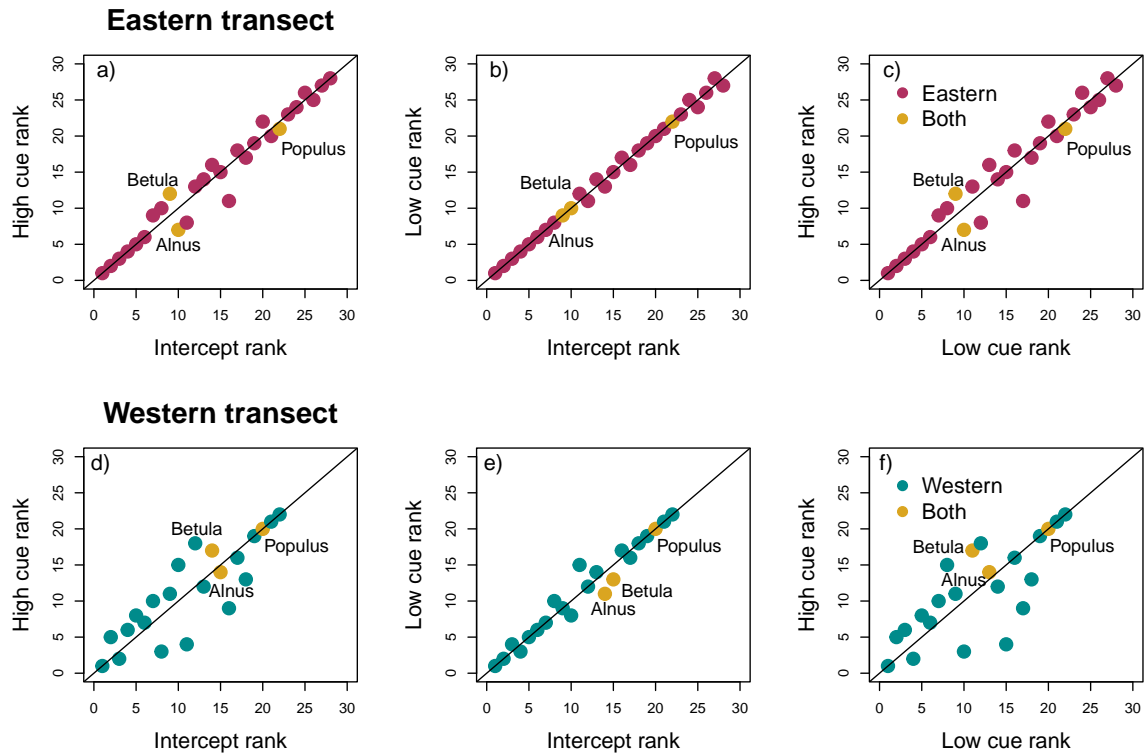 Eastern transect
a)
High cue rank
30
25
20
15
10
5
0
Betula
Populus
Alnus
0 5 10 15 20 25 30
Intercept rank
b)
Low cue rank
30
25
20
15
10
5
0
Betula
Populus
Alnus
0 5 10 15 20 25 30
Intercept rank
c)
High cue rank
30
25
20
15
10
5
0
Eastern
Both
Betula
Populus
Alnus
0 5 10 15 20 25 30
Low cue rank
Western transect
d)
High cue rank
30
25
20
15
10
5
0
Betula
Populus
Alnus
0 5 10 15 20 25 30
Intercept rank
e)
Low cue rank
30
25
20
15
10
5
0
Populus
Betula
Alnus
0 5 10 15 20 25 30
Intercept rank
f)
High cue rank
30
25
20
15
10
5
0
Western
Both
Betula
Populus
Alnus
0 5 10 15 20 25 30
Low cue rank